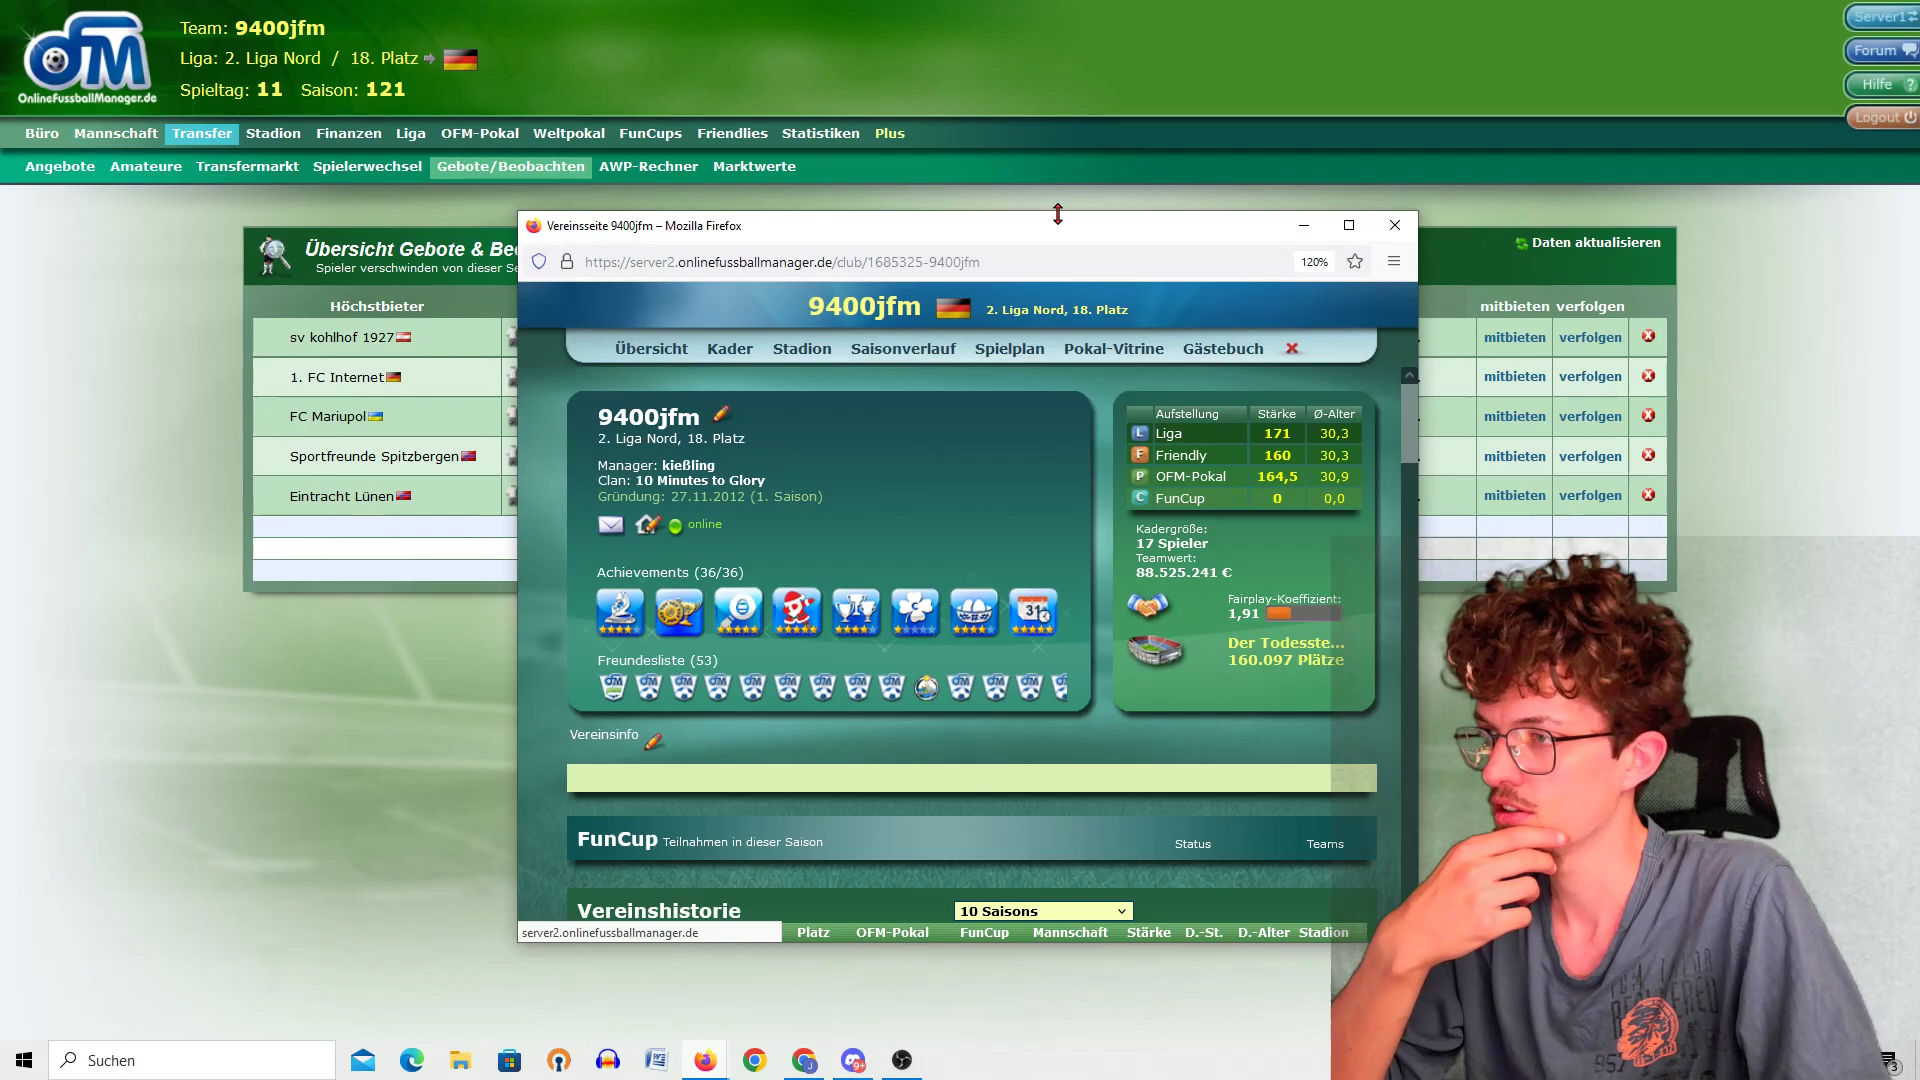 OFM
OnlineFussballManager.de
Team: 9400jfm
Liga: 2. Liga Nord / 18. Platz
Spieltag: 11 Saison: 121
Server1
Forum
Hilfe ?
Logout
Büro Mannschaft Transfer Stadion Finanzen Liga OFM-Pokal Weltpokal FunCups Friendlies Statistiken Plus
Angebote Amateure Transfermarkt Spielerwechsel Gebote/Beobachten AWP-Rechner Marktwerte
Übersicht Gebote & Be
Spieler verschwinden von dieser Se
Daten aktualisieren
Höchstbieter
mitbieten verfolgen
sv kohlhof 1927
mitbieten verfolgen
1. FC Internet
mitbieten verfolgen
FC Mariupol
mitbieten verfolgen
Sportfreunde Spitzbergen
mitbieten verfolgen
Eintracht Lünen
mitbieten verfolgen
Vereinsseite 9400jfm – Mozilla Firefox
https://server2.onlinefussballmanager.de/club/1685325-9400jfm
120%
9400jfm 2. Liga Nord, 18. Platz
Übersicht Kader Stadion Saisonverlauf Spielplan Pokal-Vitrine Gästebuch
9400jfm
2. Liga Nord, 18. Platz
Manager: kießling
Clan: 10 Minutes to Glory
Gründung: 27.11.2012 (1. Saison)
online
Achievements (36/36)
31
Freundesliste (53)
Aufstellung Stärke Ø-Alter
L Liga 171 30,3
F Friendly 160 30,3
P OFM-Pokal 164,5 30,9
C FunCup 0 0,0
Kadergröße:
17 Spieler
Teamwert:
88.525.241 €
Fairplay-Koeffizient:
1,91
Der Todesste...
160.097 Plätze
Vereinsinfo
FunCup Teilnahmen in dieser Saison Status Teams
Vereinshistorie 10 Saisons
Platz OFM-Pokal FunCup Mannschaft Stärke D.-St. D.-Alter Stadion
server2.onlinefussballmanager.de
Suchen
9+
3